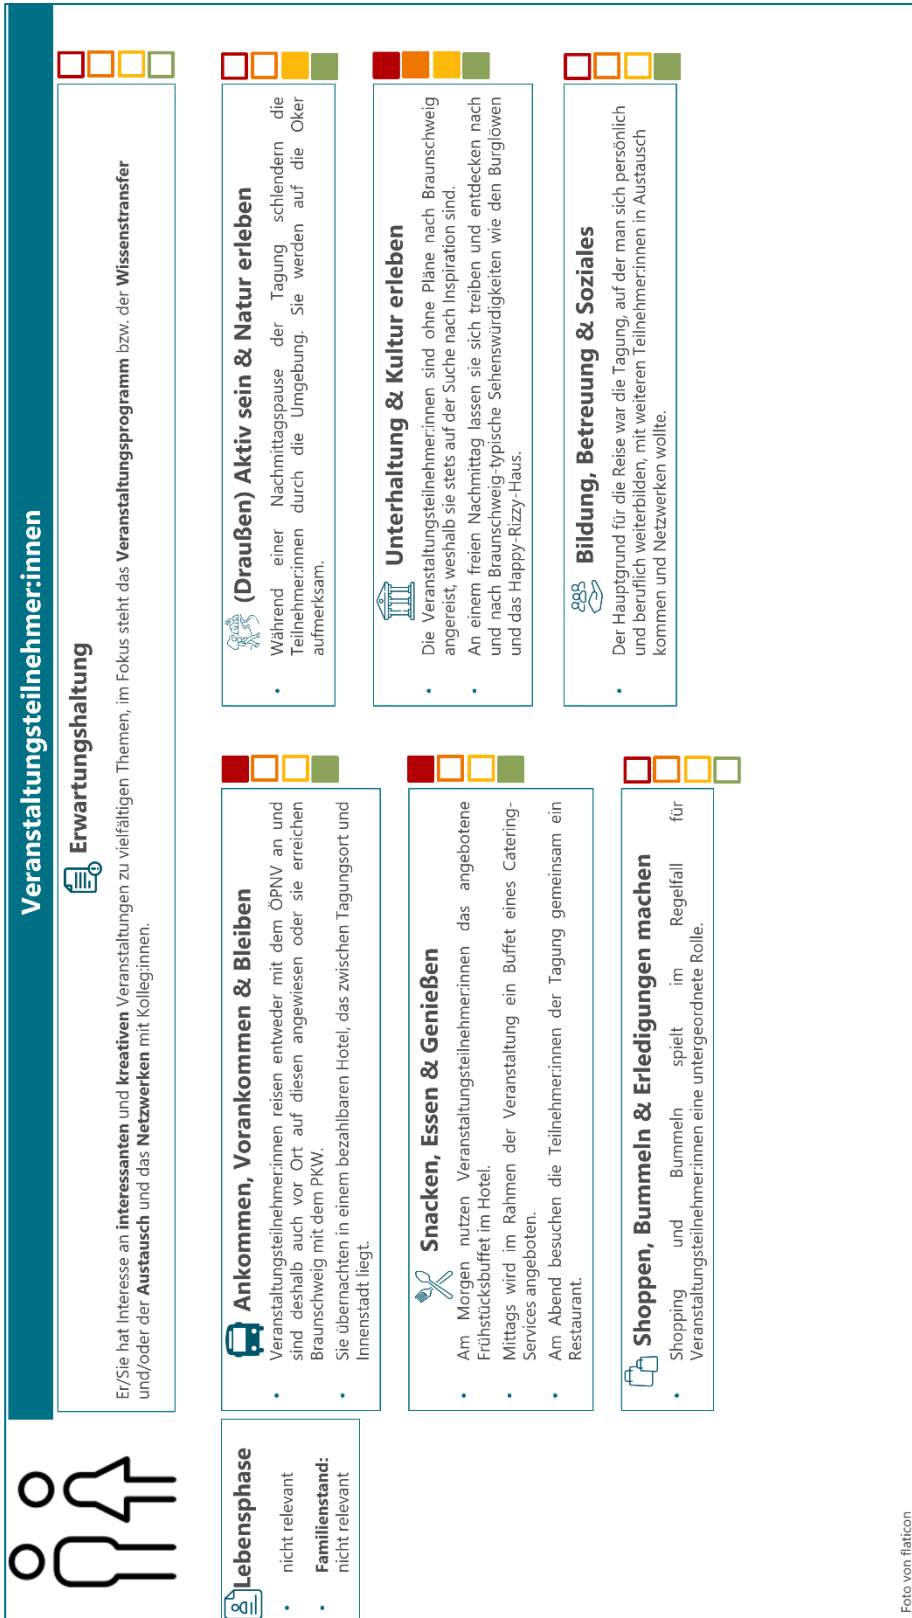 Veranstaltungsteilnehmer:innen
Erwartungshaltung
Er/Sie hat Interesse an interessanten und kreativen Veranstaltungen zu vielfältigen Themen, im Fokus steht das Veranstaltungsprogramm bzw. der Wissenstransfer
und/oder der Austausch und das Netzwerken mit Kolleg:innen.
Lebensphase
• nicht relevant
• Familienstand:
nicht relevant
Ankommen, Vorankommen & Bleiben
• Veranstaltungsteilnehmer:innen reisen entweder mit dem ÖPNV an und
sind deshalb auch vor Ort auf diesen angewiesen oder sie erreichen
Braunschweig mit dem PKW.
• Sie übernachten in einem bezahlbaren Hotel, das zwischen Tagungsort und
Innenstadt liegt.
Snacken, Essen & Genießen
• Am Morgen nutzen Veranstaltungsteilnehmer:innen das angebotene
Frühstücksbuffet im Hotel.
• Mittags wird im Rahmen der Veranstaltung ein Buffet eines Catering-
Services angeboten.
• Am Abend besuchen die Teilnehmer:innen der Tagung gemeinsam ein
Restaurant.
Shoppen, Bummeln & Erledigungen machen
• Shopping und Bummeln spielt im Regelfall für
Veranstaltungsteilnehmer:innen eine untergeordnete Rolle.
(Draußen) Aktiv sein & Natur erleben
• Während einer Nachmittagspause der Tagung schlendern die
Teilnehmer:innen durch die Umgebung. Sie werden auf die Oker
aufmerksam.
Unterhaltung & Kultur erleben
• Die Veranstaltungsteilnehmer:innen sind ohne Pläne nach Braunschweig
angereist, weshalb sie stets auf der Suche nach Inspiration sind.
• An einem freien Nachmittag lassen sie sich treiben und entdecken nach
und nach Braunschweig-typische Sehenswürdigkeiten wie den Burglöwen
und das Happy-Rizzy-Haus.
Bildung, Betreuung & Soziales
• Der Hauptgrund für die Reise war die Tagung, auf der man sich persönlich
und beruflich weiterbilden, mit weiteren Teilnehmer:innen in Austausch
kommen und Netzwerken wollte.
Foto von flaticon